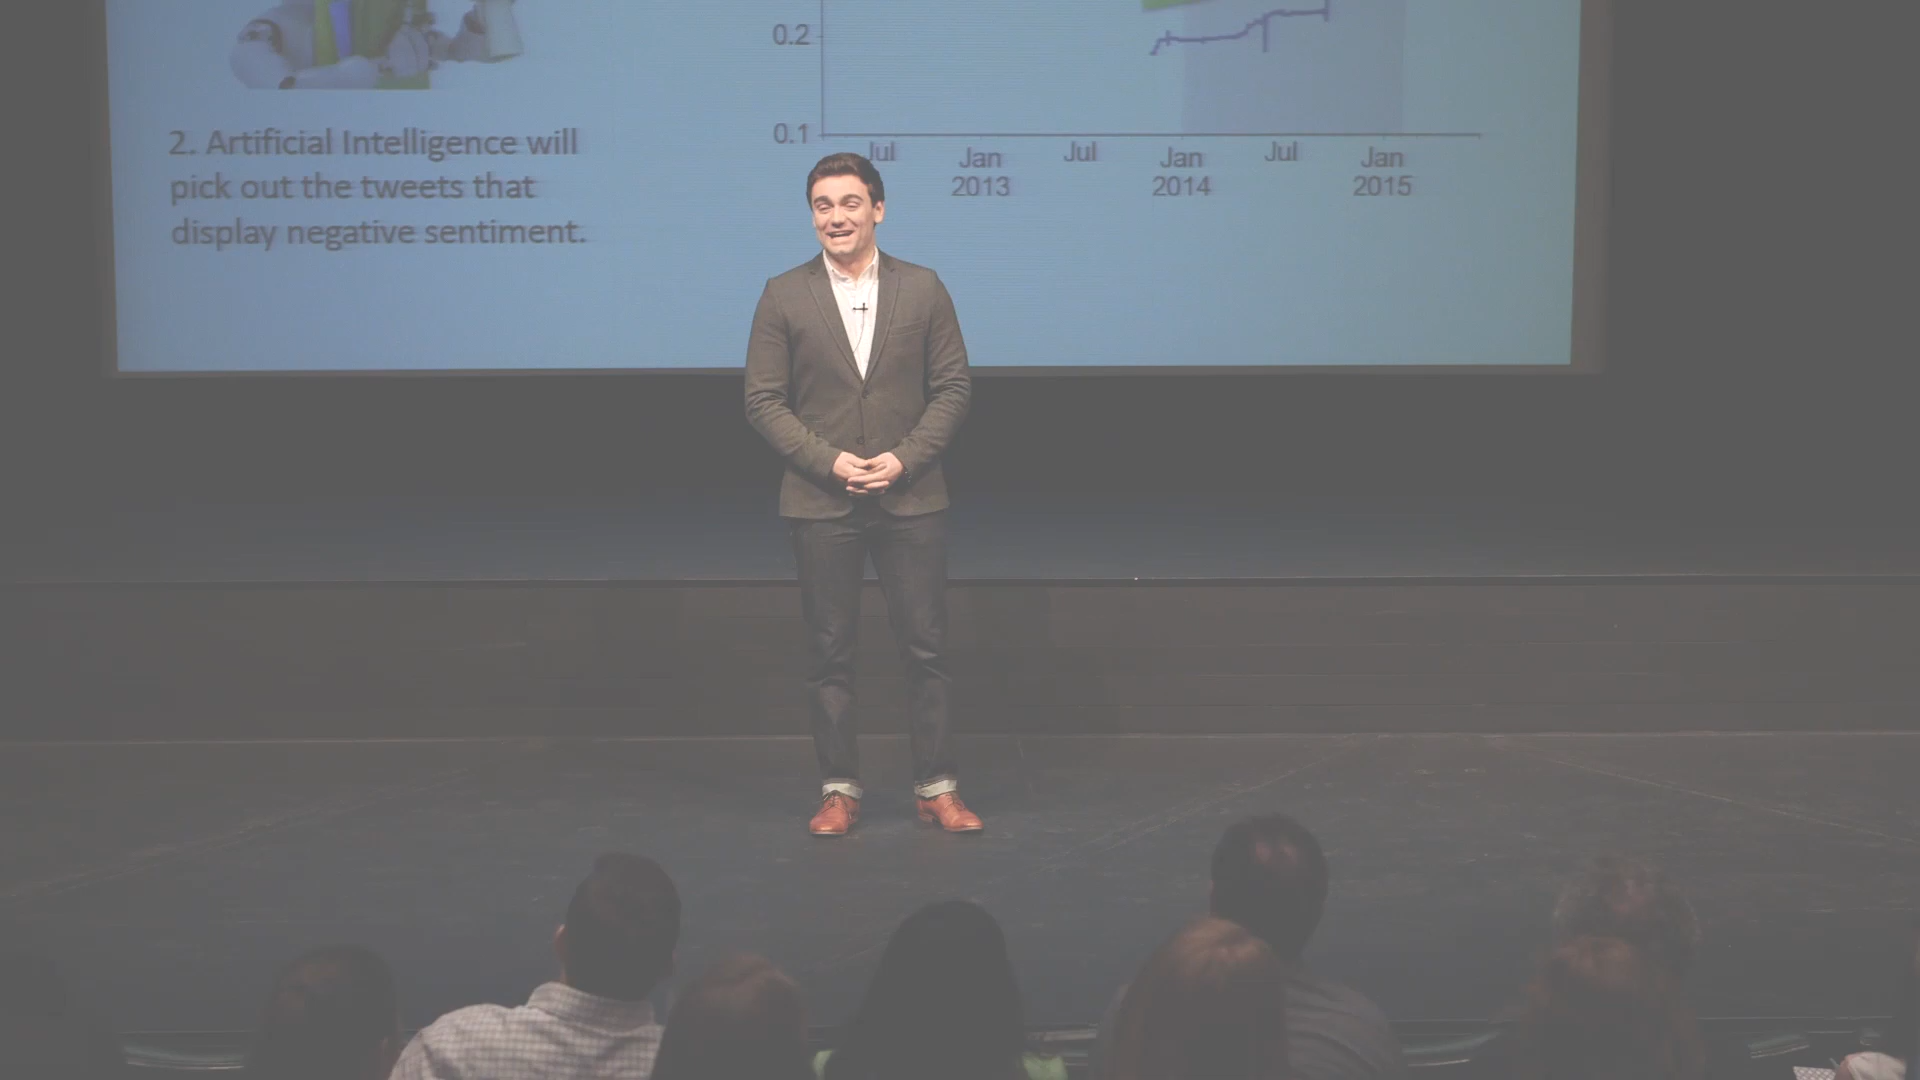 0.2
0.1
2. Artificial Intelligence will
pick out the tweets that
display negative sentiment.
Jul Jan Jul Jan Jul Jan
2013 2014 2015